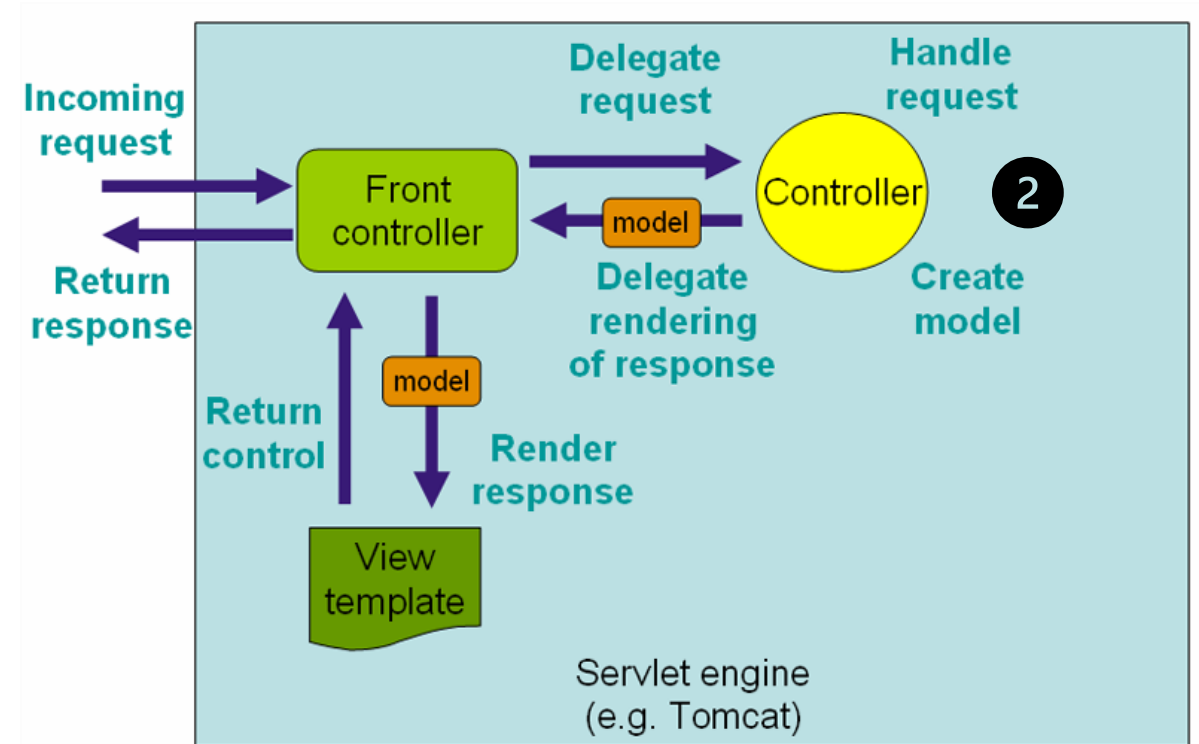 Incoming
request
Return
response
Front
controller
Delegate
request
Handle
request
Controller
2
model
Delegate
rendering
of response
Create
model
model
Return
control
Render
response
View
template
Servlet engine
(e.g. Tomcat)